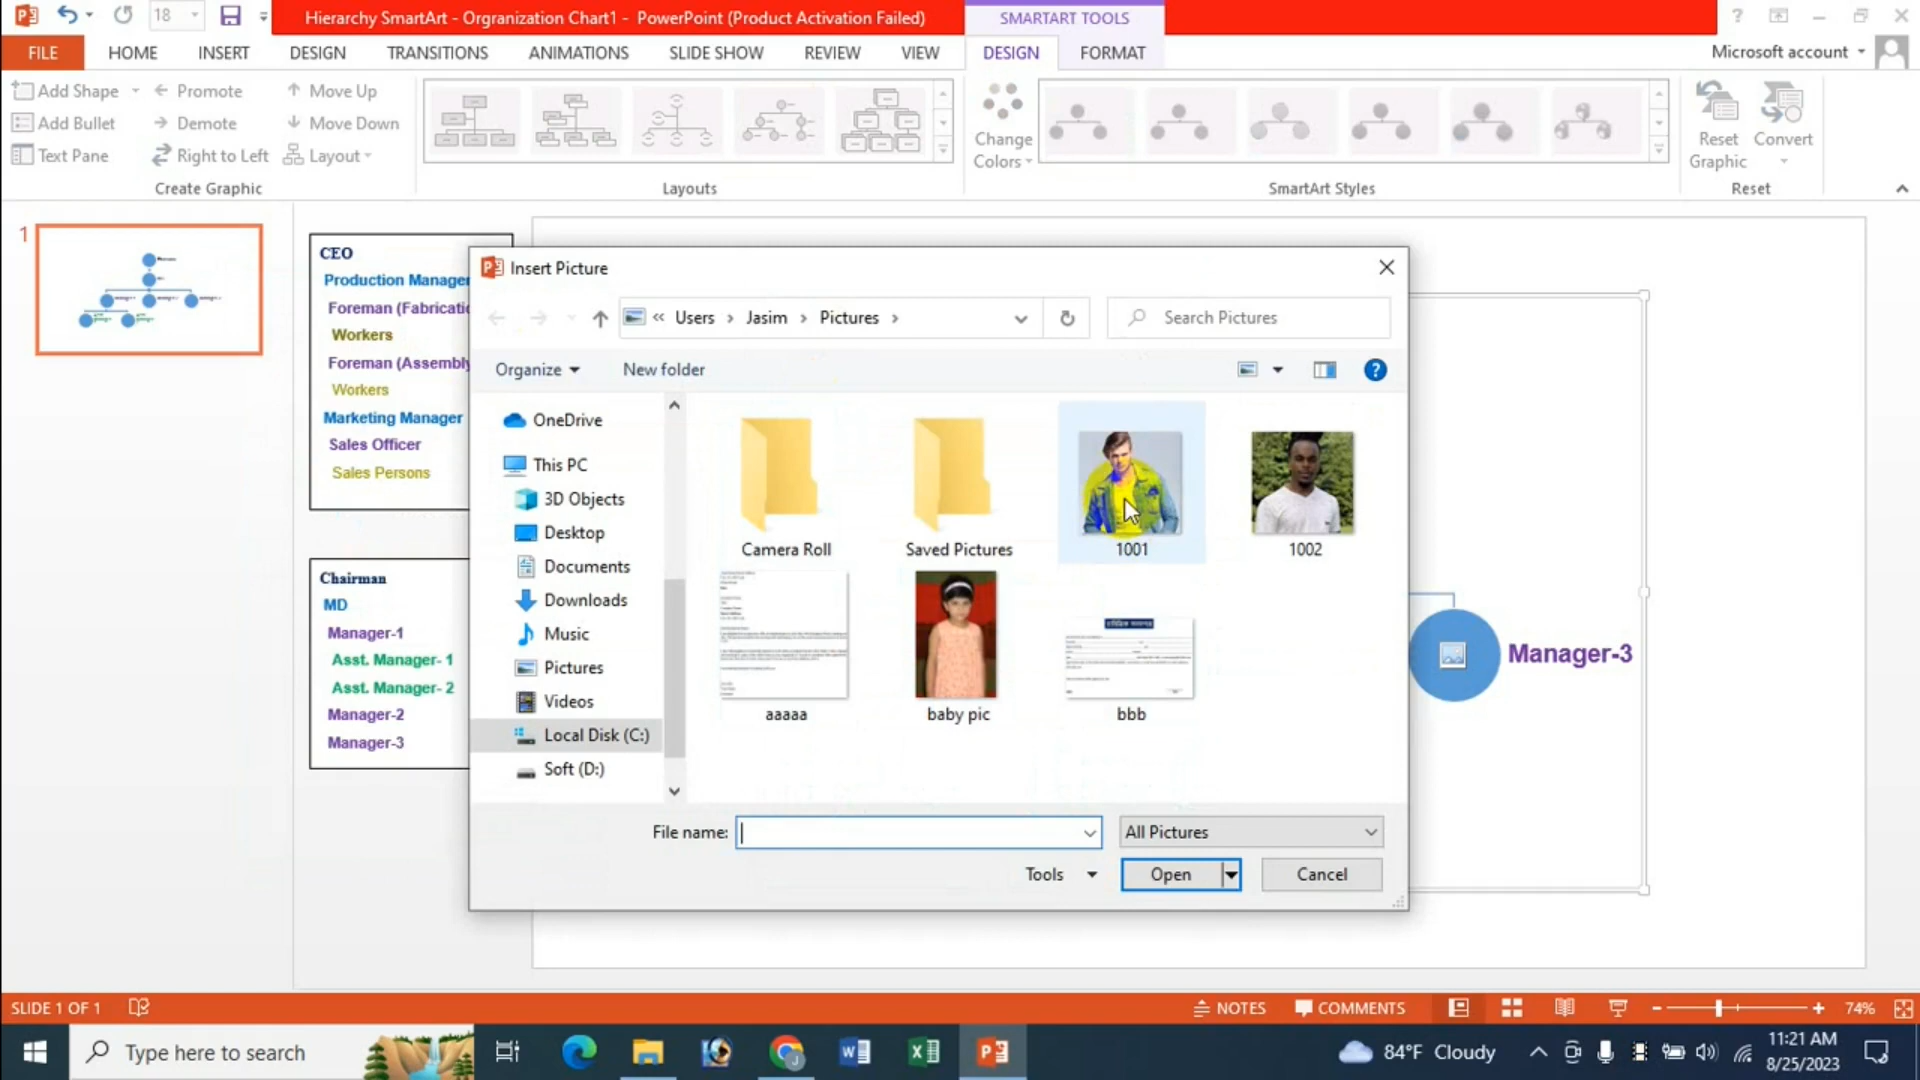 18
Hierarchy SmartArt - Orgranization Chart1 - PowerPoint (Product Activation Failed)
SMARTART TOOLS
?
FILE
HOME
INSERT
DESIGN
TRANSITIONS
ANIMATIONS
SLIDE SHOW
REVIEW
VIEW
DESIGN
FORMAT
Microsoft account
Add Shape
Promote
Move Up
Add Bullet
Demote
Move Down
Text Pane
Right to Left
Layout
Create Graphic
Layouts
Change
Colors
SmartArt Styles
Reset
Graphic
Convert
Reset
1
CEO
Production Manager
Foreman (Fabricati
Workers
Foreman (Assembly
Workers
Marketing Manager
Sales Officer
Sales Persons
Chairman
MD
Manager-1
Asst. Manager- 1
Asst. Manager- 2
Manager-2
Manager-3
Insert Picture
« Users › Jasim › Pictures ›
Search Pictures
Organize
New folder
?
OneDrive
This PC
3D Objects
Desktop
Documents
Downloads
Music
Pictures
Videos
Local Disk (C:)
Soft (D:)
Camera Roll
Saved Pictures
1001
1002
aaaaa
baby pic
bbb
File name:
All Pictures
Tools
Open
Cancel
Manager-3
SLIDE 1 OF 1
NOTES
COMMENTS
74%
Type here to search
84°F Cloudy
11:21 AM
8/25/2023